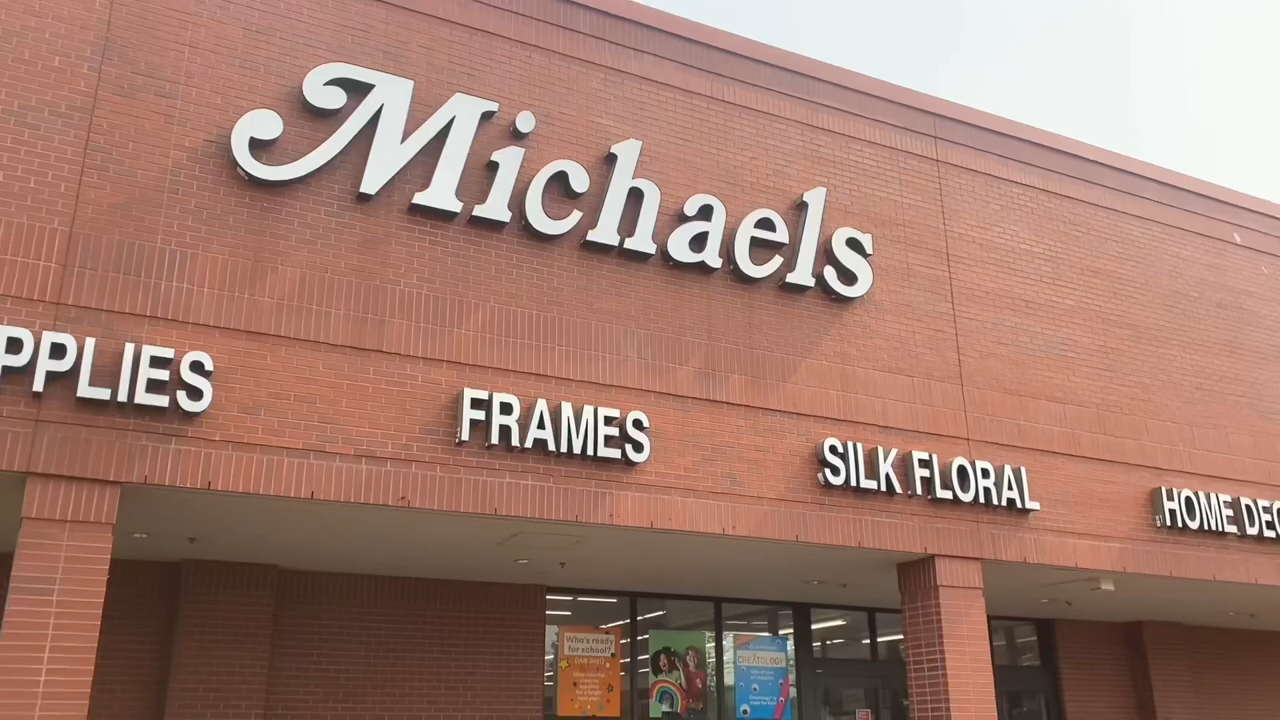 Michaels
PPLIES
FRAMES
SILK FLORAL
HOME DEC
Who's ready
for school?
CREATOLOGY